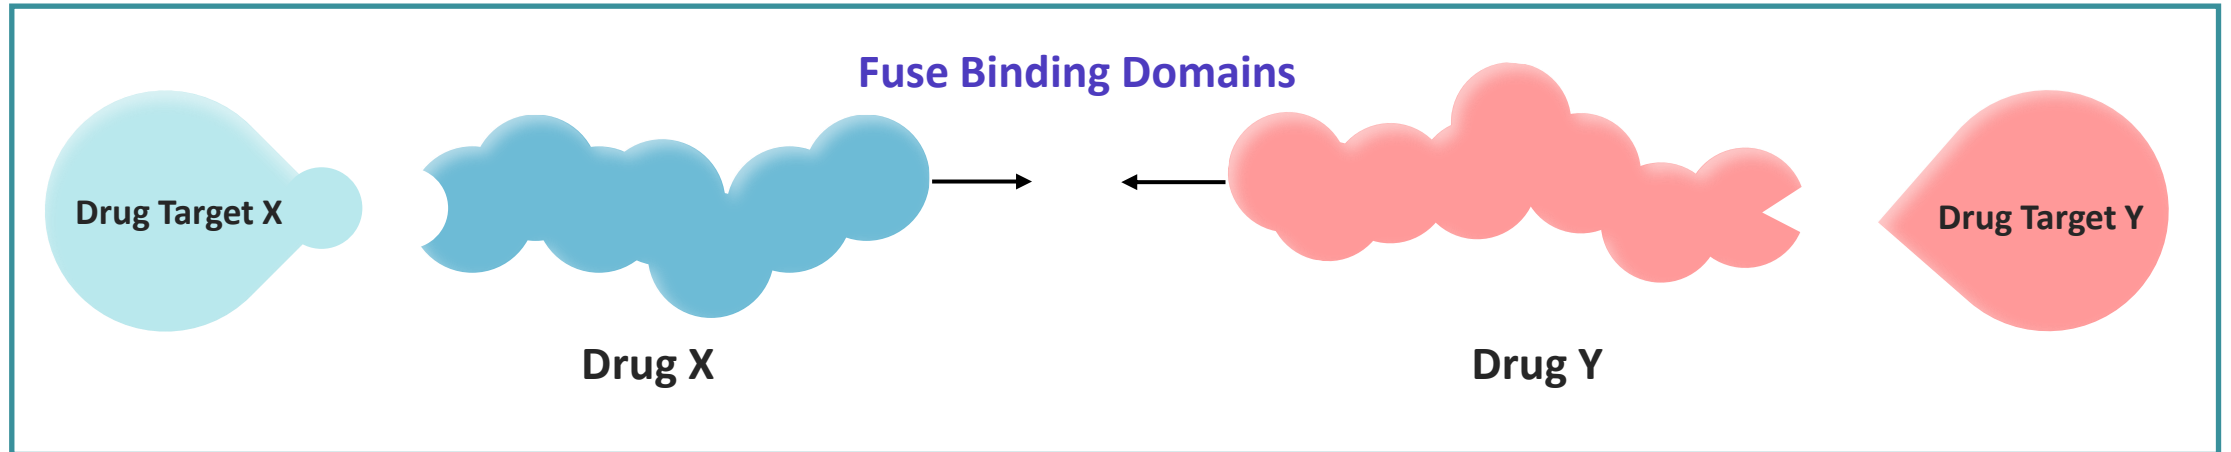 Fuse Binding Domains
Drug Target X
Drug Target Y
Drug X
Drug Y